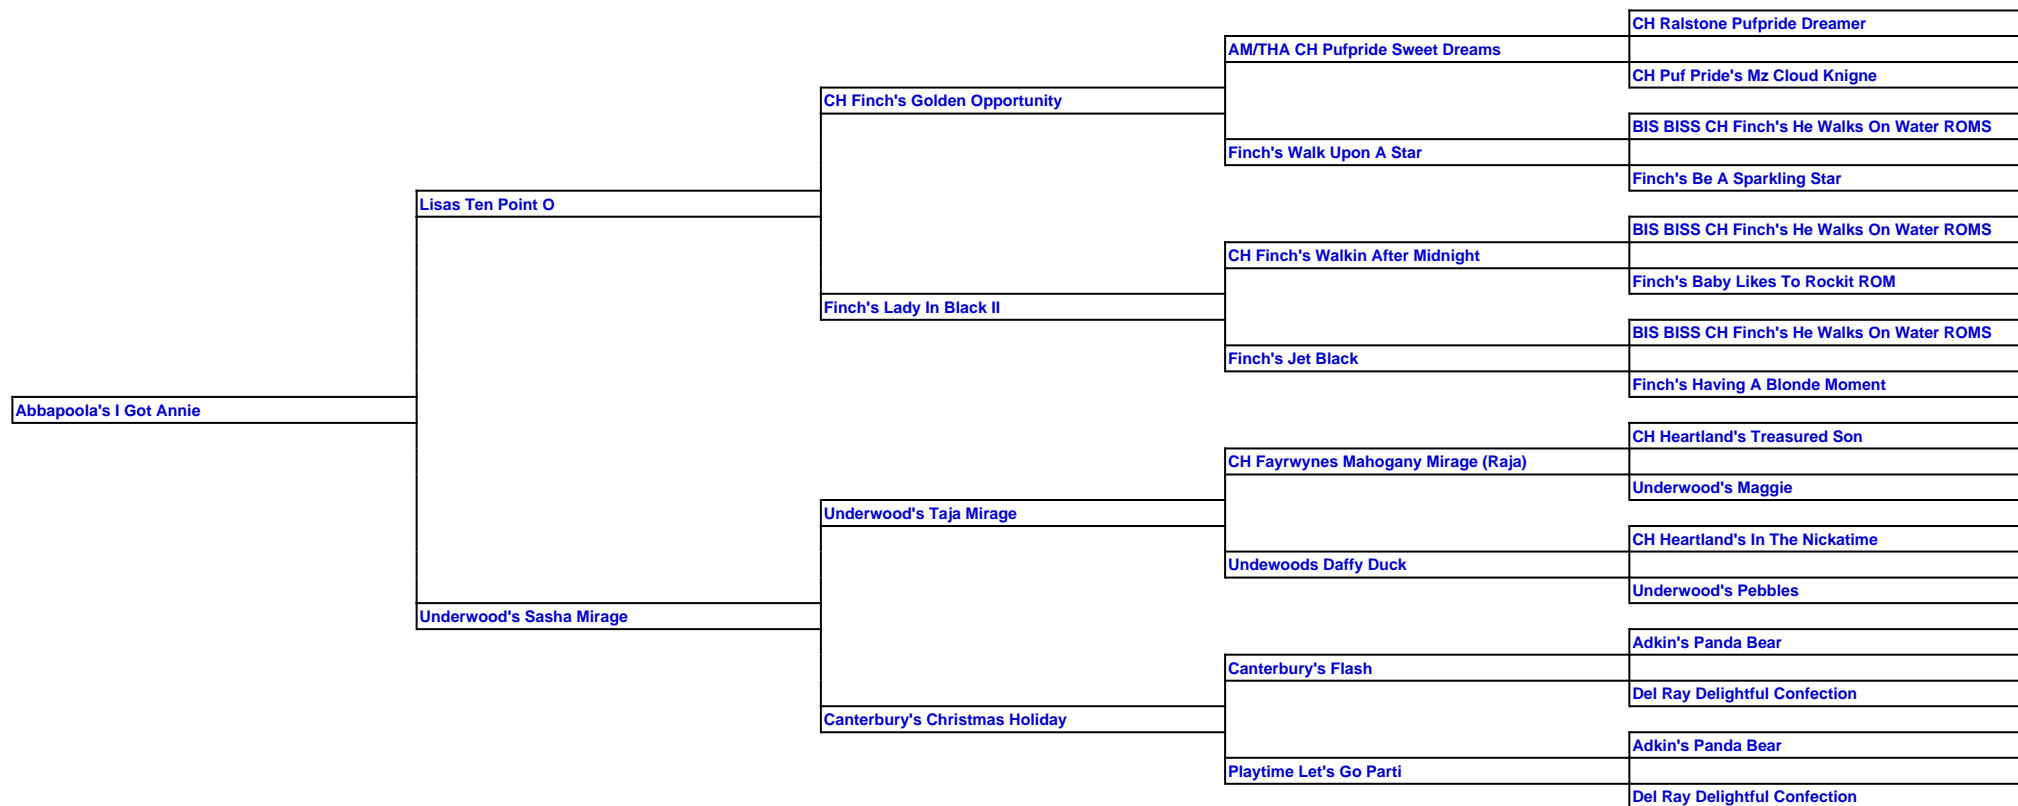 CH Ralstone Pufpride Dreamer
AM/THA CH Pufpride Sweet Dreams
CH Puf Pride's Mz Cloud Knigne
CH Finch's Golden Opportunity
BIS BISS CH Finch's He Walks On Water ROMS
Finch's Walk Upon A Star
Finch's Be A Sparkling Star
Lisas Ten Point O
BIS BISS CH Finch's He Walks On Water ROMS
CH Finch's Walkin After Midnight
Finch's Baby Likes To Rockit ROM
Finch's Lady In Black II
BIS BISS CH Finch's He Walks On Water ROMS
Finch's Jet Black
Finch's Having A Blonde Moment
Abbapoola's I Got Annie
CH Heartland's Treasured Son
CH Fayrwynes Mahogany Mirage (Raja)
Underwood's Maggie
Underwood's Taja Mirage
CH Heartland's In The Nickatime
Undewoods Daffy Duck
Underwood's Pebbles
Underwood's Sasha Mirage
Adkin's Panda Bear
Canterbury's Flash
Del Ray Delightful Confection
Canterbury's Christmas Holiday
Adkin's Panda Bear
Playtime Let's Go Parti
Del Ray Delightful Confection